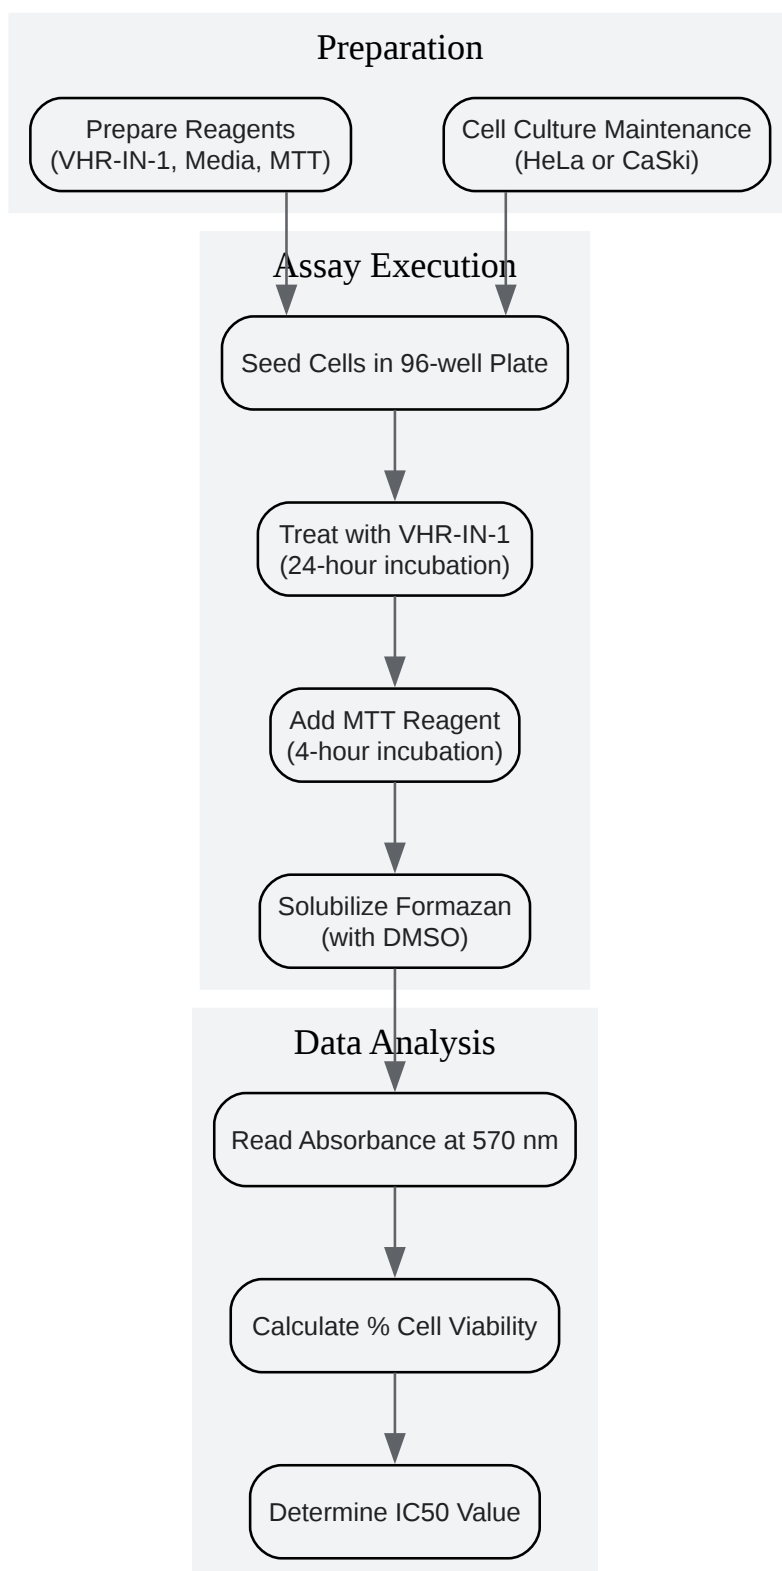 Preparation
Prepare Reagents
(VHR-IN-1, Media, MTT)
Cell Culture Maintenance
(HeLa or CaSki)
Assay Execution
Seed Cells in 96-well Plate
Treat with VHR-IN-1
(24-hour incubation)
Add MTT Reagent
(4-hour incubation)
Solubilize Formazan
(with DMSO)
Data Analysis
Read Absorbance at 570 nm
Calculate % Cell Viability
Determine IC50 Value